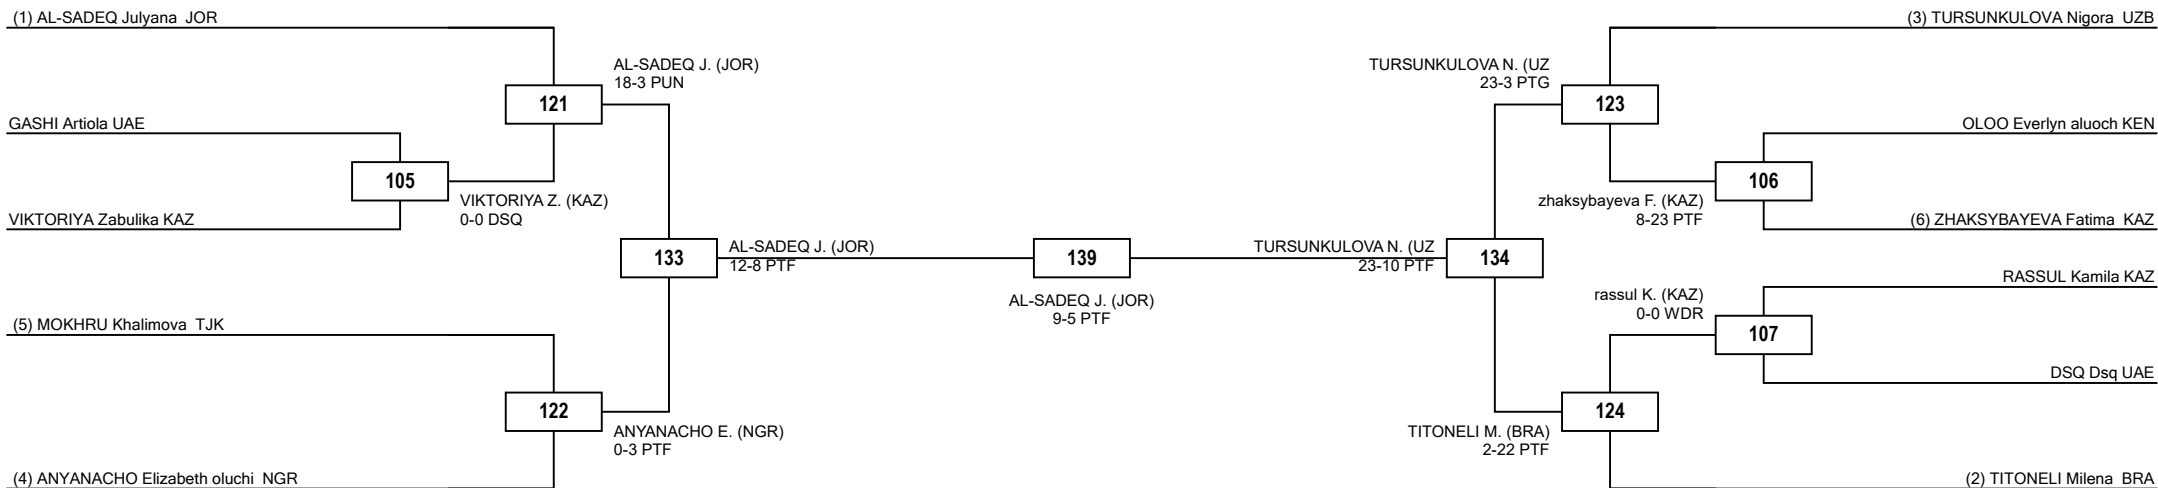 (1) AL-SADEQ Julyana JOR
(3) TURSUNKULOVA Nigora UZB
AL-SADEQ J. (JOR)
18-3 PUN
TURSUNKULOVA N. (UZ
23-3 PTG
121
123
GASHI Artiola UAE
OLOO Everlyn aluoch KEN
105
106
VIKTORIYA Z. (KAZ)
0-0 DSQ
zhaksybayeva F. (KAZ)
8-23 PTF
VIKTORIYA Zabulika KAZ
(6) ZHAKSYBAYEVA Fatima KAZ
133
AL-SADEQ J. (JOR)
12-8 PTF
139
TURSUNKULOVA N. (UZ
23-10 PTF
134
AL-SADEQ J. (JOR)
9-5 PTF
RASSUL Kamila KAZ
rassul K. (KAZ)
0-0 WDR
(5) MOKHRU Khalimova TJK
107
DSQ Dsq UAE
122
124
ANYANACHO E. (NGR)
0-3 PTF
TITONELI M. (BRA)
2-22 PTF
(4) ANYANACHO Elizabeth oluchi NGR
(2) TITONELI Milena BRA